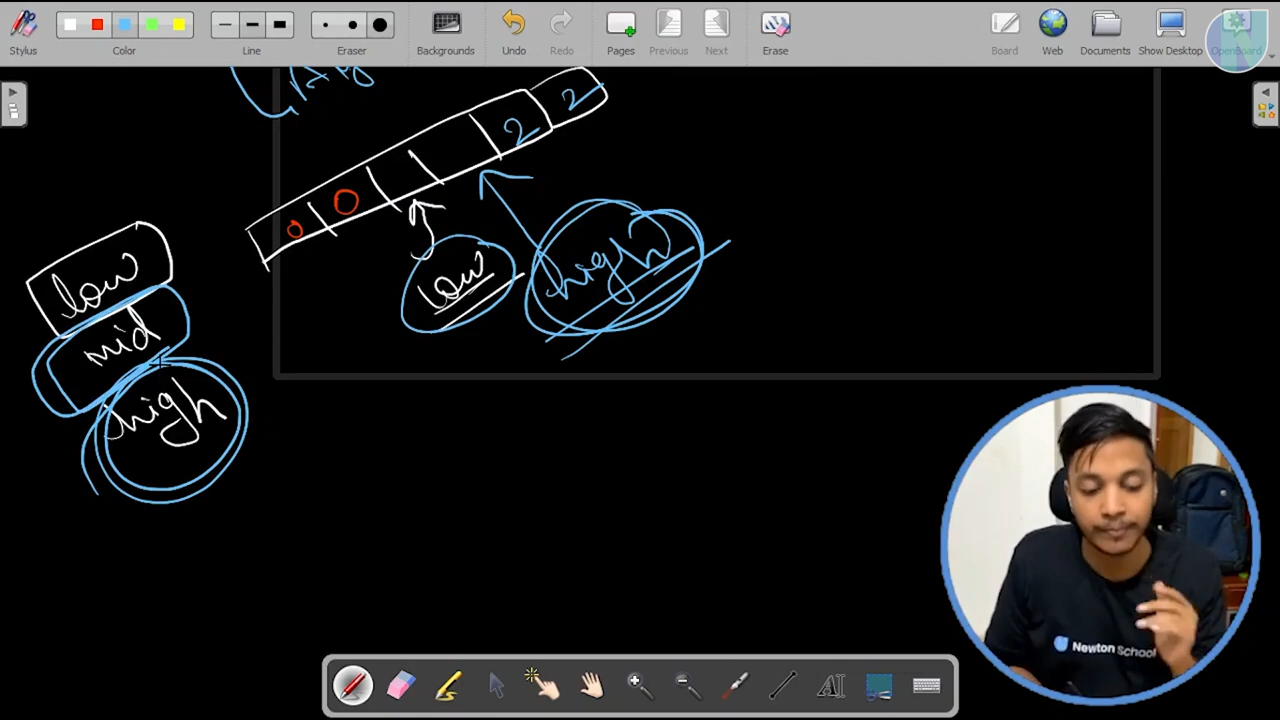 Stylus
Color
Line
Eraser
Backgrounds
Undo
Redo
Pages
Previous
Next
Erase
Board
Web
Documents
Show Desktop
OpenBoard
2
2
0
0
low
high
low
mid
high
Newton School